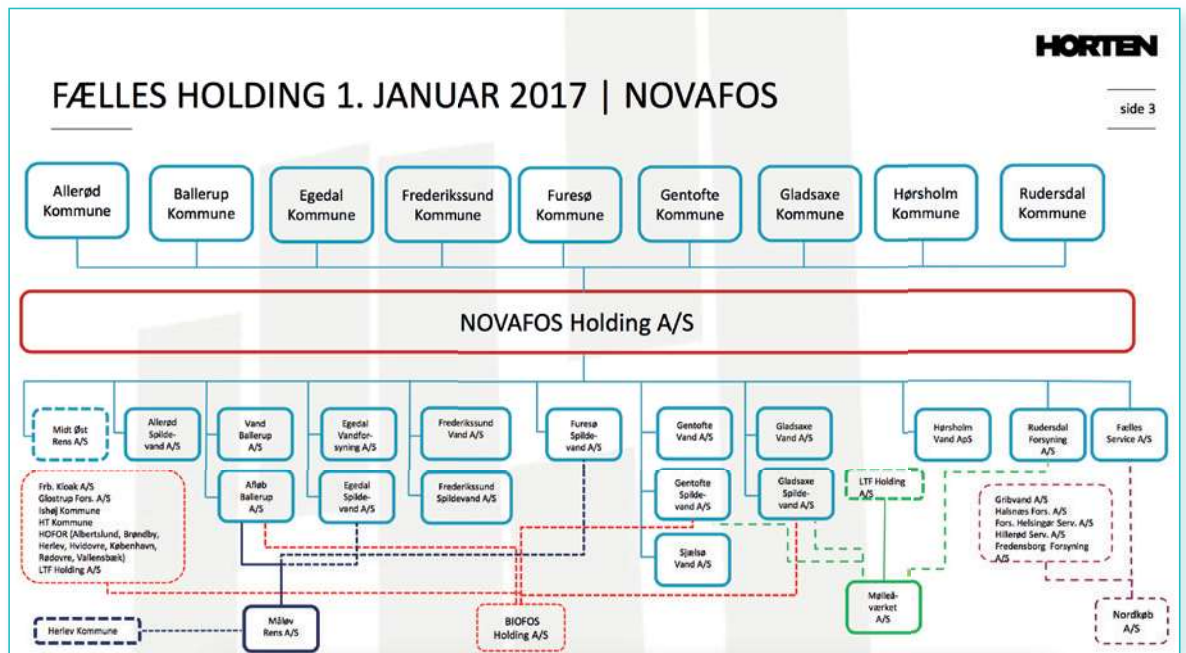 HORTEN
FÆLLES HOLDING 1. JANUAR 2017 | NOVAFOS
side 3
Allerød
Kommune
Ballerup
Kommune
Egedal
Kommune
Frederikssund
Kommune
Furesø
Kommune
Gentofte
Kommune
Gladsaxe
Kommune
Hørsholm
Kommune
Rudersdal
Kommune
NOVAFOS Holding A/S
Midt Øst
Rens A/S
Allerød
Spilde-
vand A/S
Vand
Ballerup
A/S
Egedal
Vandfor-
syning A/S
Frederikssund
Vand A/S
Furesø
Spilde-
vand A/S
Gentofte
Vand A/S
Gladsaxe
Vand A/S
Hørsholm
Vand ApS
Rudersdal
Forsyning
A/S
Fælles
Service A/S
Frb. Kloak A/S
Glostrup Fors. A/S
Ishøj Kommune
HT Kommune
HOFOR (Albertslund, Brøndby,
Herlev, Hvidovre, København,
Rødovre, Vallensbæk)
LTF Holding A/S
Afløb
Ballerup
A/S
Egedal
Spilde-
vand A/S
Frederikssund
Spildevand A/S
Gentofte
Spilde-
vand A/S
Gladsaxe
Spilde-
vand A/S
LTF Holding
A/S
Gribvand A/S
Halsnæs Fors. A/S
Fors. Helsingør Serv. A/S
Hillerød Serv. A/S
Fredensborg Forsyning
A/S
Sjælsø
Vand A/S
Herlev Kommune
Måløv
Rens A/S
BIOFOS
Holding A/S
Mølleå-
værket
A/S
Nordkøb
A/S